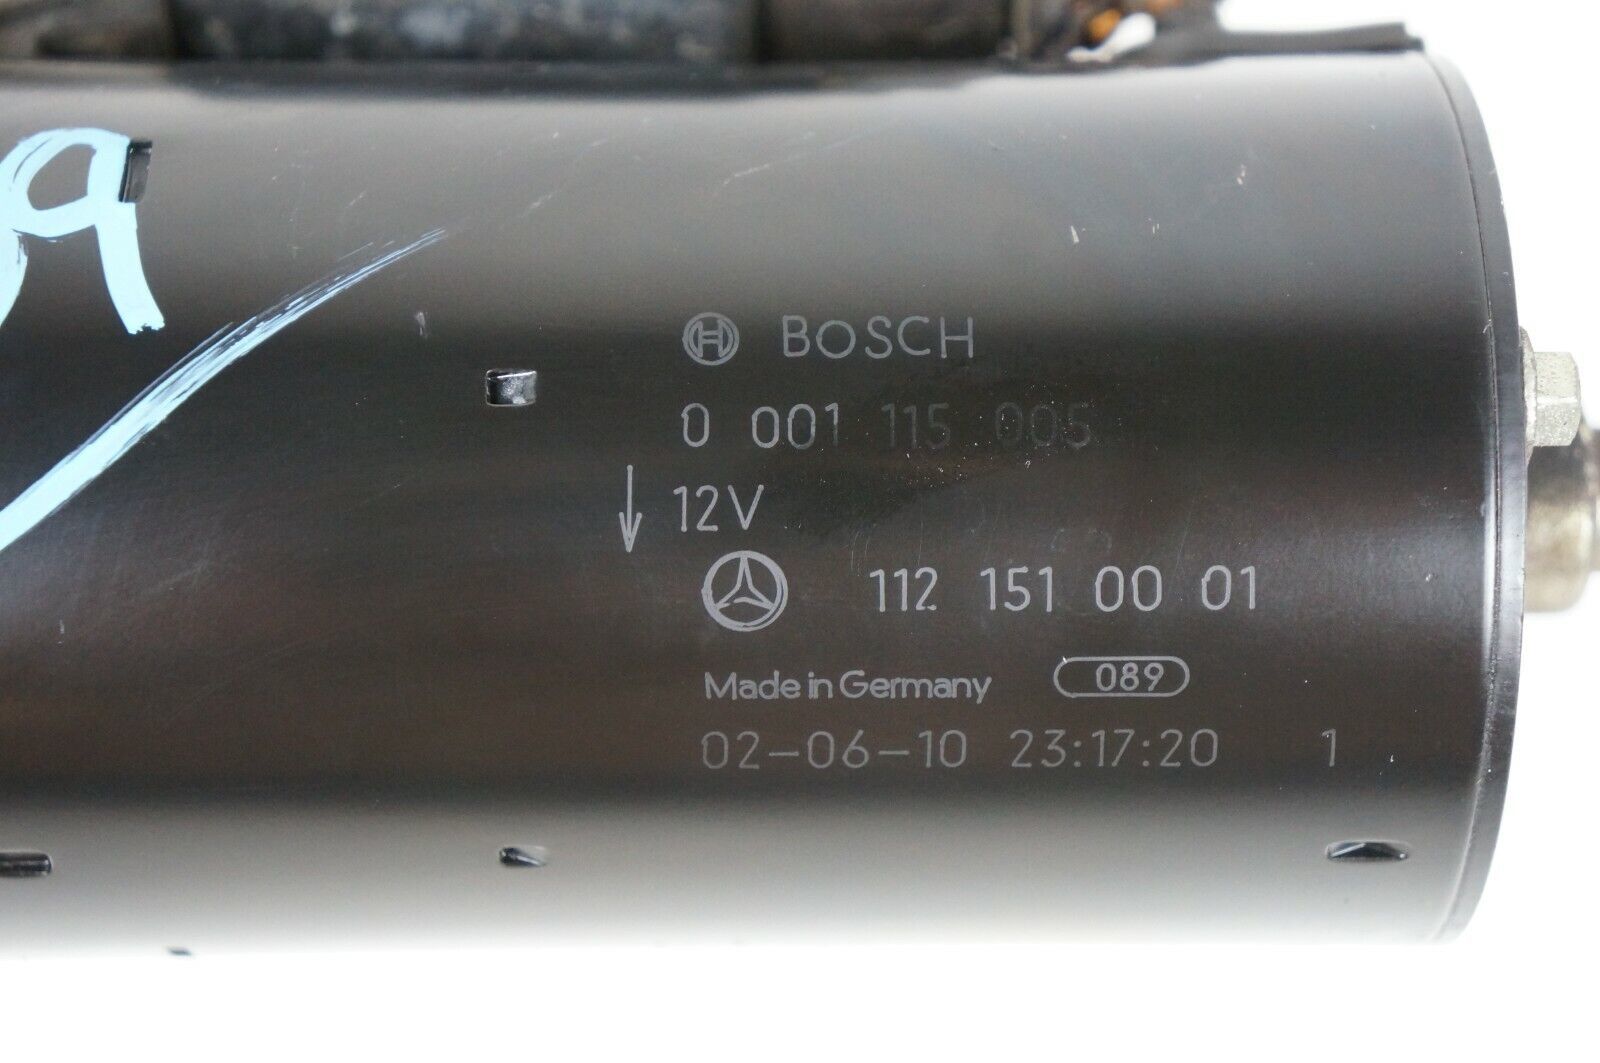 9
BOSCH
0 001 115 005
12V
112 151 00 01
Made in Germany 089
02-06-10 23:17:20 1